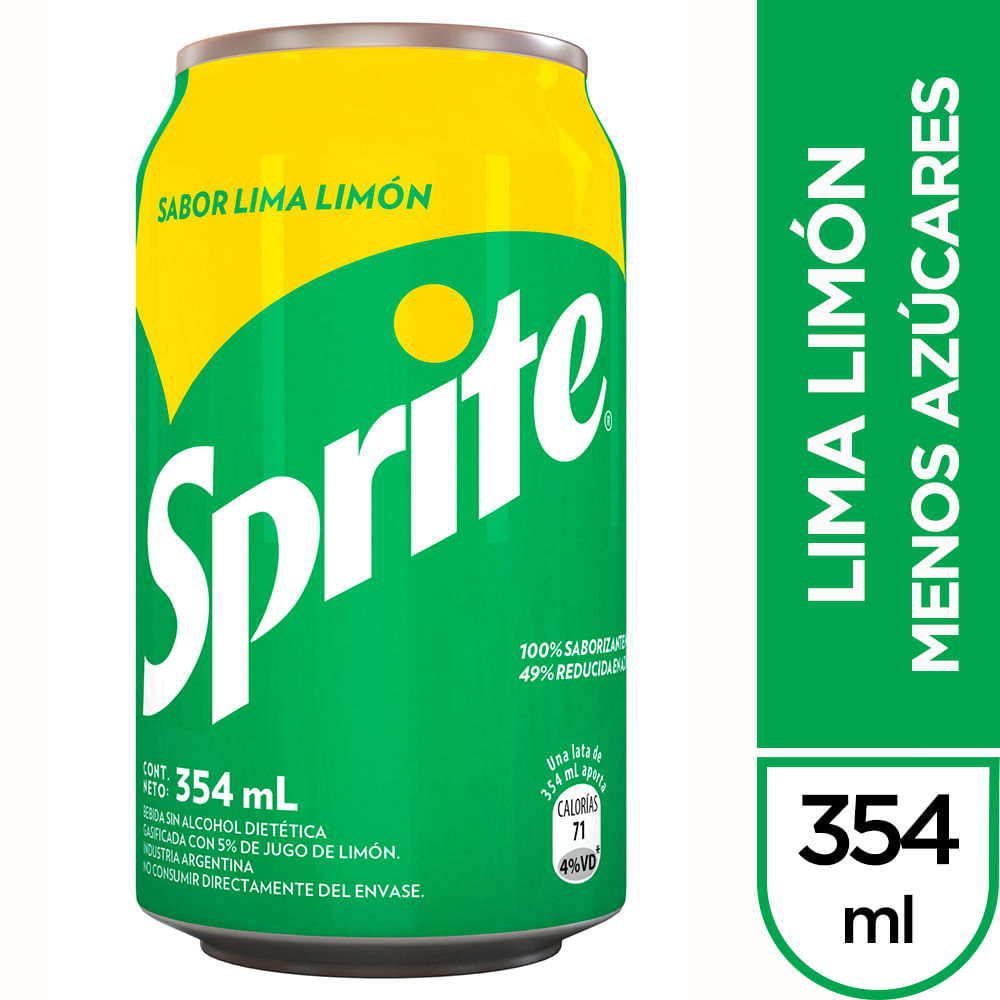 SABOR LIMA LIMÓN
Sprite
®
100% SABORIZANTE
49% REDUCIDA EN
CONT.
NETO: 354 mL
BEBIDA SIN ALCOHOL DIETÉTICA
GASIFICADA CON 5% DE JUGO DE LIMÓN.
INDUSTRIA ARGENTINA
NO CONSUMIR DIRECTAMENTE DEL ENVASE.
Una lata de
354 mL aporta
CALORÍAS
71
4%VD*
LIMA LIMÓN
MENOS AZÚCARES
354
ml